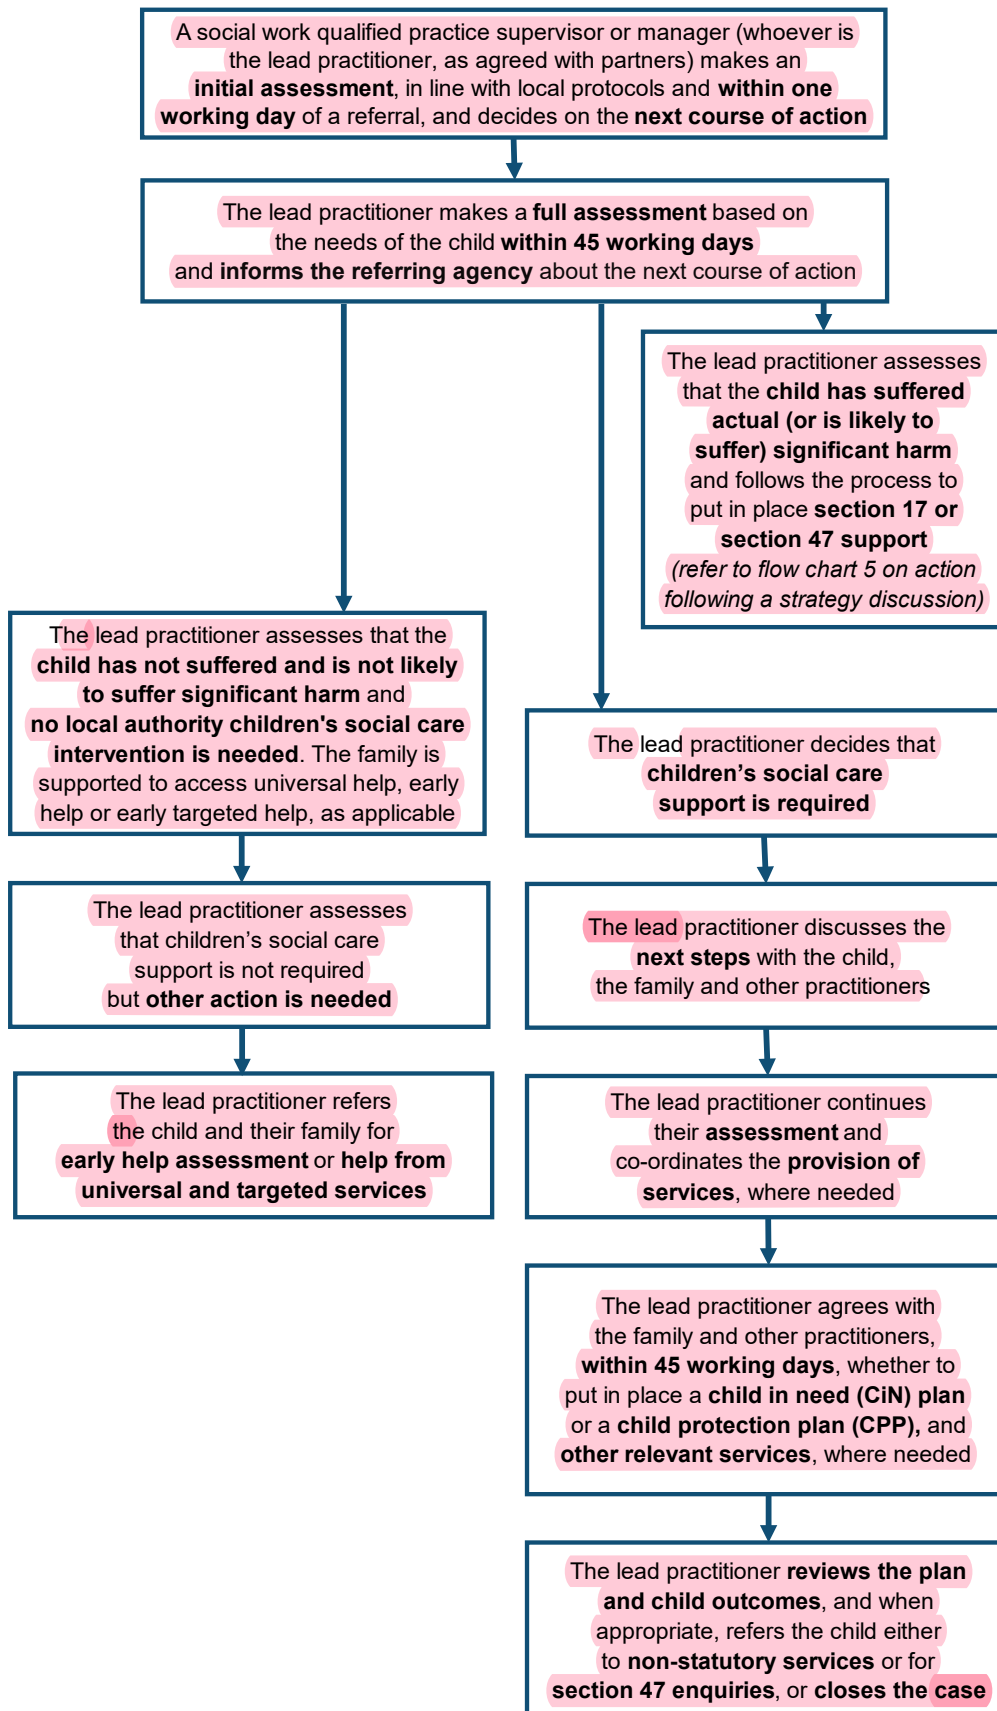 A social work qualified practice supervisor or manager (whoever is
the lead practitioner, as agreed with partners) makes an
initial assessment, in line with local protocols and within one
working day of a referral, and decides on the next course of action
The lead practitioner makes a full assessment based on
the needs of the child within 45 working days
and informs the referring agency about the next course of action
The lead practitioner assesses
that the child has suffered
actual (or is likely to
suffer) significant harm
and follows the process to
put in place section 17 or
section 47 support
(refer to flow chart 5 on action
following a strategy discussion)
The lead practitioner assesses that the
child has not suffered and is not likely
to suffer significant harm and
no local authority children's social care
intervention is needed. The family is
supported to access universal help, early
help or early targeted help, as applicable
The lead practitioner assesses
that children’s social care
support is not required
but other action is needed
The lead practitioner refers
the child and their family for
early help assessment or help from
universal and targeted services
The lead practitioner decides that
children’s social care
support is required
The lead practitioner discusses the
next steps with the child,
the family and other practitioners
The lead practitioner continues
their assessment and
co-ordinates the provision of
services, where needed
The lead practitioner agrees with
the family and other practitioners,
within 45 working days, whether to
put in place a child in need (CiN) plan
or a child protection plan (CPP), and
other relevant services, where needed
The lead practitioner reviews the plan
and child outcomes, and when
appropriate, refers the child either
to non-statutory services or for
section 47 enquiries, or closes the case